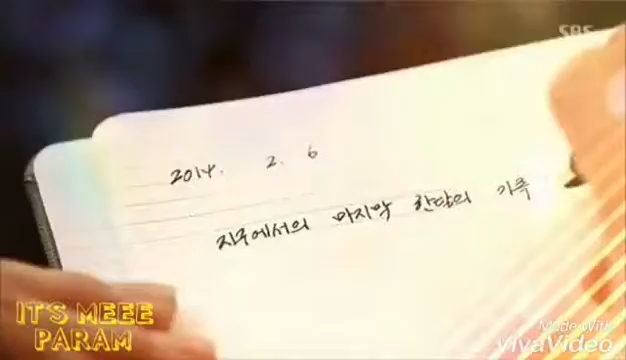 SBS
2014. 2. 6
지구에서의 마지막 한달의 기록
IT'S MEEE
PARAM
Made With
VivaVideo